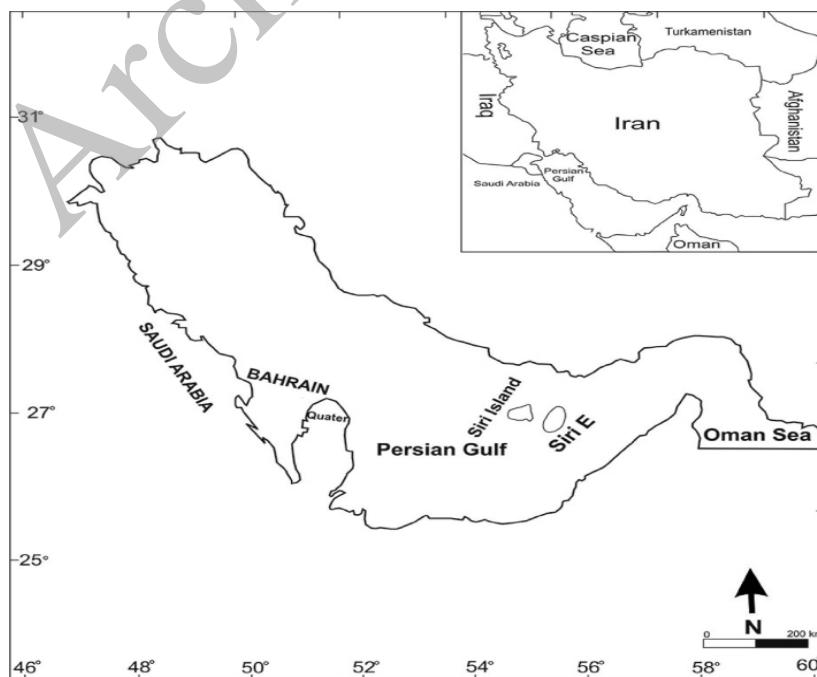 Archi
Caspian
Sea
Turkamenistan
Iraq
Iran
Afghanistan
Persian
Gulf
Saudi Arabia
Oman
31°
29°
27°
25°
SAUDI ARABIA
BAHRAIN
Quater
Persian Gulf
Siri Island
Siri E
Oman Sea
N
0 200 km
46° 48° 50° 52° 54° 56° 58° 60